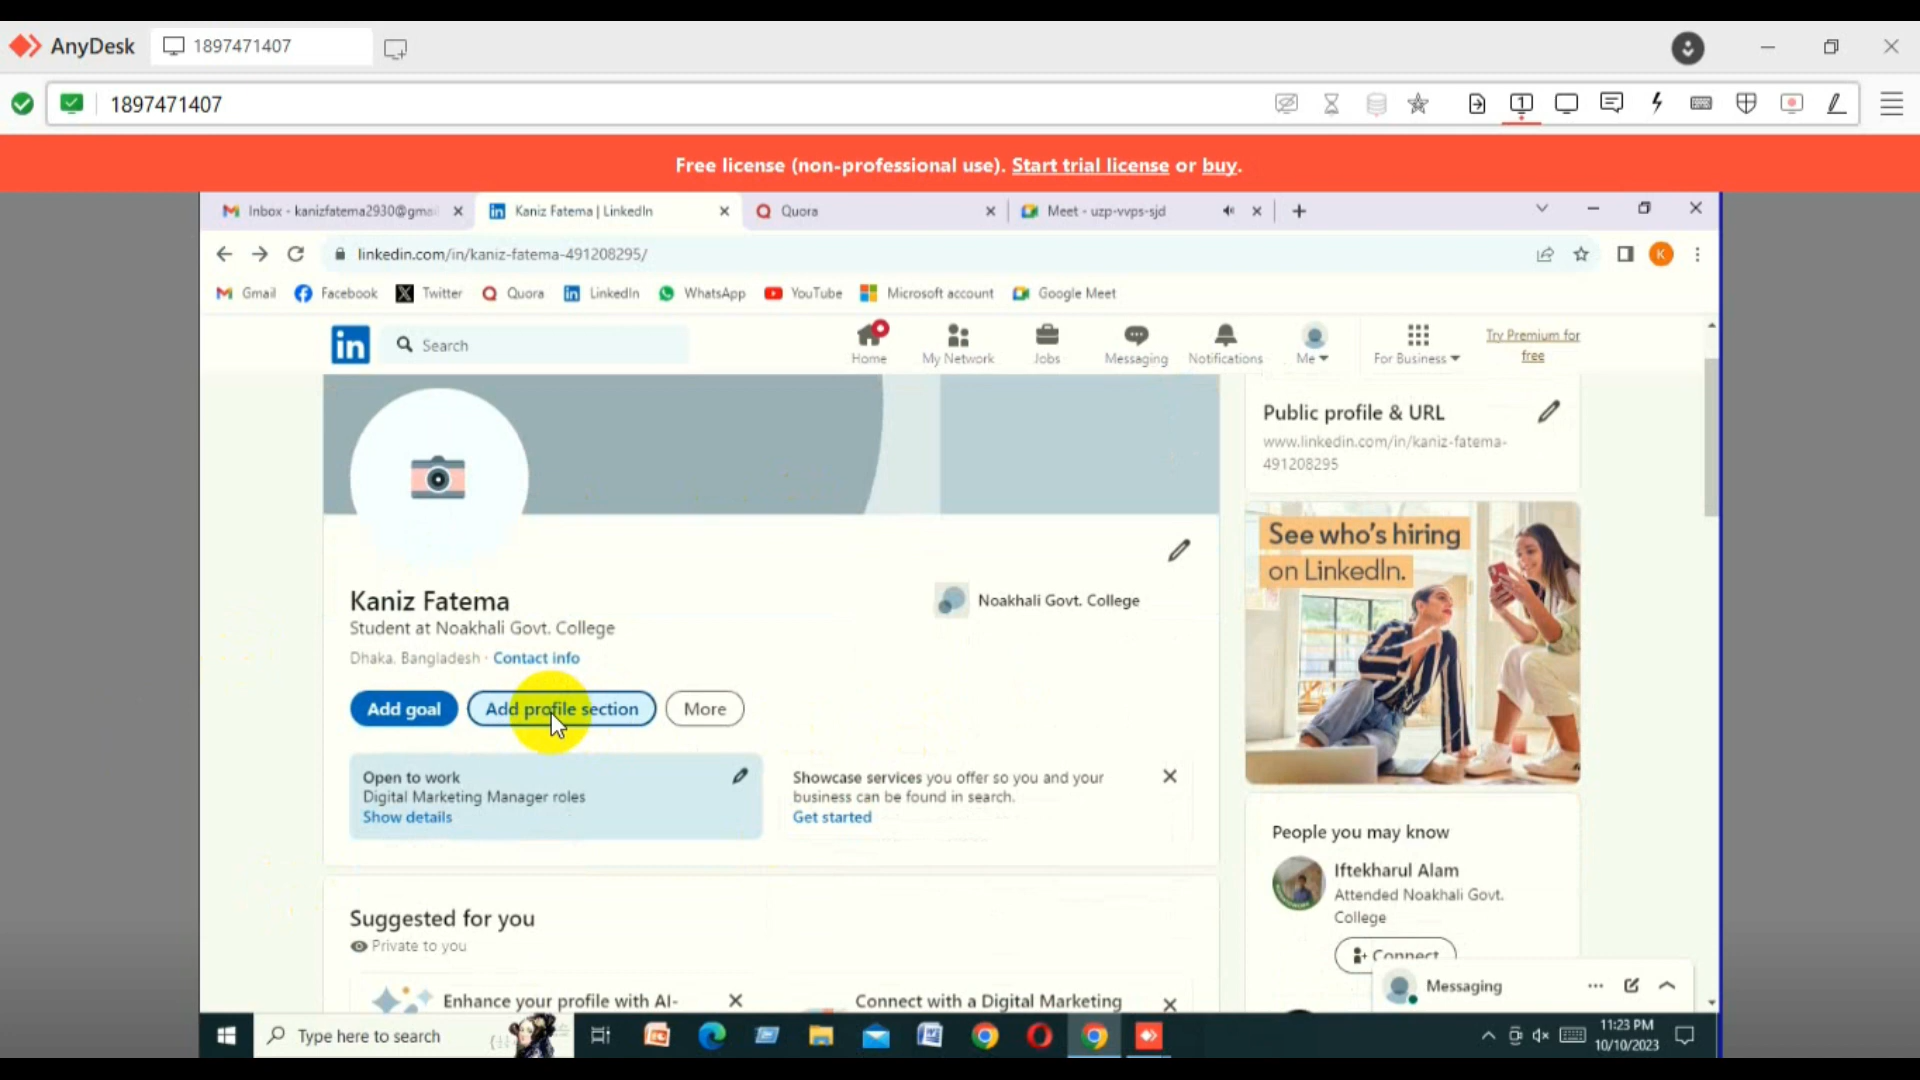 AnyDesk
1897471407
1897471407
1
Free license (non-professional use). Start trial license or buy.
Inbox - kanizfatema2930@gmai
Kaniz Fatema | LinkedIn
Quora
Meet - uzp-vvps-sjd
linkedin.com/in/kaniz-fatema-491208295/
K
Gmail
Facebook
Twitter
Quora
LinkedIn
WhatsApp
YouTube
Microsoft account
Google Meet
in
Search
Home
My Network
Jobs
Messaging
Notifications
Me
For Business
Try Premium for
free
Public profile & URL
www.linkedin.com/in/kaniz-fatema-
491208295
See who's hiring
on LinkedIn.
Kaniz Fatema
Student at Noakhali Govt. College
Dhaka, Bangladesh · Contact info
Noakhali Govt. College
Add goal
Add profile section
More
Open to work
Digital Marketing Manager roles
Show details
Showcase services you offer so you and your
business can be found in search.
Get started
People you may know
Iftekharul Alam
Attended Noakhali Govt.
College
Connect
Suggested for you
Private to you
Enhance your profile with AI-
Connect with a Digital Marketing
Messaging
Type here to search
11:23 PM
10/10/2023